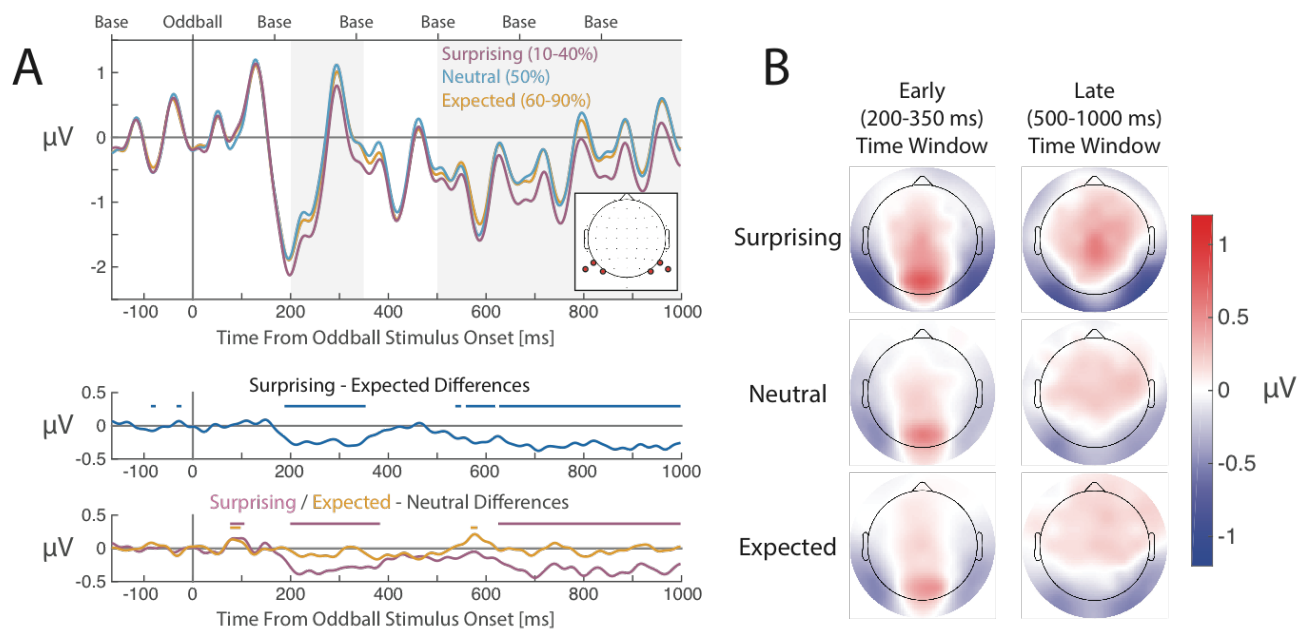 A
Base Oddball Base Base Base Base Base
Surprising (10-40%)
Neutral (50%)
Expected (60-90%)
1
0
-1
-2
μV
-100 0 200 400 600 800 1000
Time From Oddball Stimulus Onset [ms]
Surprising - Expected Differences
0.5
μV 0
-0.5
-100 0 200 400 600 800 1000
Surprising / Expected - Neutral Differences
0.5
μV 0
-0.5
-100 0 200 400 600 800 1000
Time From Oddball Stimulus Onset [ms]
B
Early
(200-350 ms)
Time Window
Late
(500-1000 ms)
Time Window
Surprising
Neutral
Expected
1
0.5
0
-0.5
-1
μV